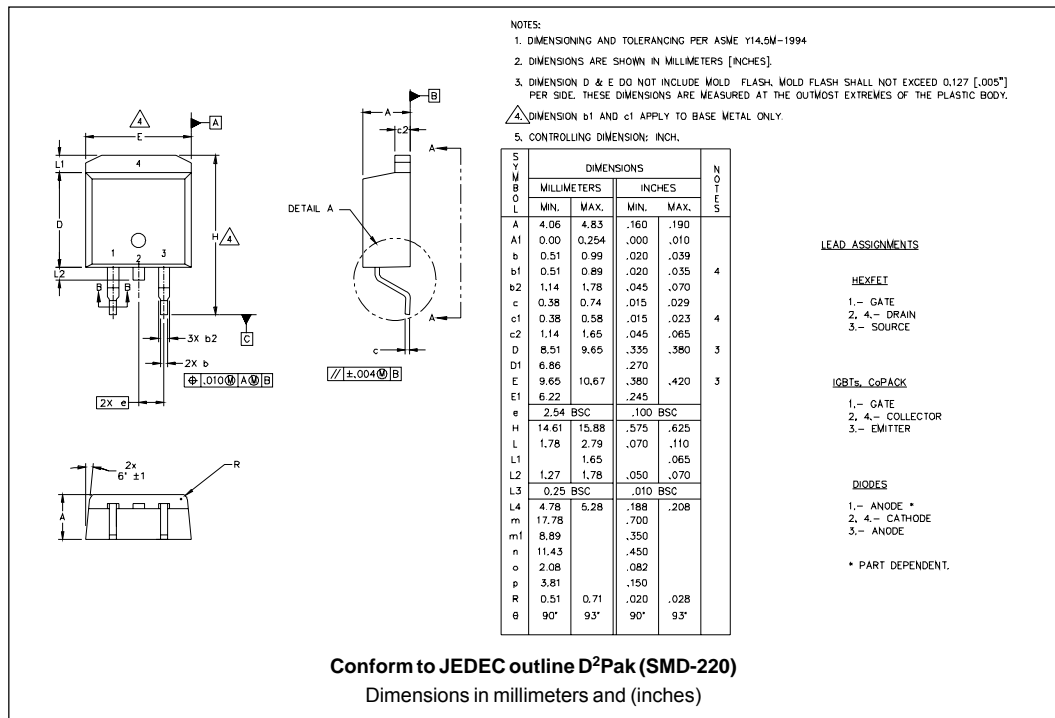 NOTES:
1. DIMENSIONING AND TOLERANCING PER ASME Y14.5M-1994
2. DIMENSIONS ARE SHOWN IN MILLIMETERS [INCHES].
3. DIMENSION D & E DO NOT INCLUDE MOLD FLASH. MOLD FLASH SHALL NOT EXCEED 0.127 [.005"]
PER SIDE. THESE DIMENSIONS ARE MEASURED AT THE OUTMOST EXTREMES OF THE PLASTIC BODY.
4. DIMENSION b1 AND c1 APPLY TO BASE METAL ONLY.
5. CONTROLLING DIMENSION: INCH.
4
A
E
L1
4
D
H
4
1
2
3
L2
B
B
3X b2
C
2X b
⌖ .010Ⓜ AⓂ B
2X e
B
A
c2
A
DETAIL A
A
c
// ±.004Ⓜ B
2x
6° ±1
R
A
SYMBOL DIMENSIONS NOTES
MILLIMETERS INCHES
MIN. MAX. MIN. MAX.
A 4.06 4.83 .160 .190
A1 0.00 0.254 .000 .010
b 0.51 0.99 .020 .039
b1 0.51 0.89 .020 .035 4
b2 1.14 1.78 .045 .070
c 0.38 0.74 .015 .029
c1 0.38 0.58 .015 .023 4
c2 1.14 1.65 .045 .065
D 8.51 9.65 .335 .380 3
D1 6.86 .270
E 9.65 10.67 .380 .420 3
E1 6.22 .245
e 2.54 BSC .100 BSC
H 14.61 15.88 .575 .625
L 1.78 2.79 .070 .110
L1 1.65 .065
L2 1.27 1.78 .050 .070
L3 0.25 BSC .010 BSC
L4 4.78 5.28 .188 .208
m 17.78 .700
m1 8.89 .350
n 11.43 .450
o 2.08 .082
p 3.81 .150
R 0.51 0.71 .020 .028
θ 90° 93° 90° 93°
LEAD ASSIGNMENTS
HEXFET
1.- GATE
2, 4.- DRAIN
3.- SOURCE
IGBTs, CoPACK
1.- GATE
2, 4.- COLLECTOR
3.- EMITTER
DIODES
1.- ANODE *
2, 4.- CATHODE
3.- ANODE
* PART DEPENDENT.
Conform to JEDEC outline D²Pak (SMD-220)
Dimensions in millimeters and (inches)